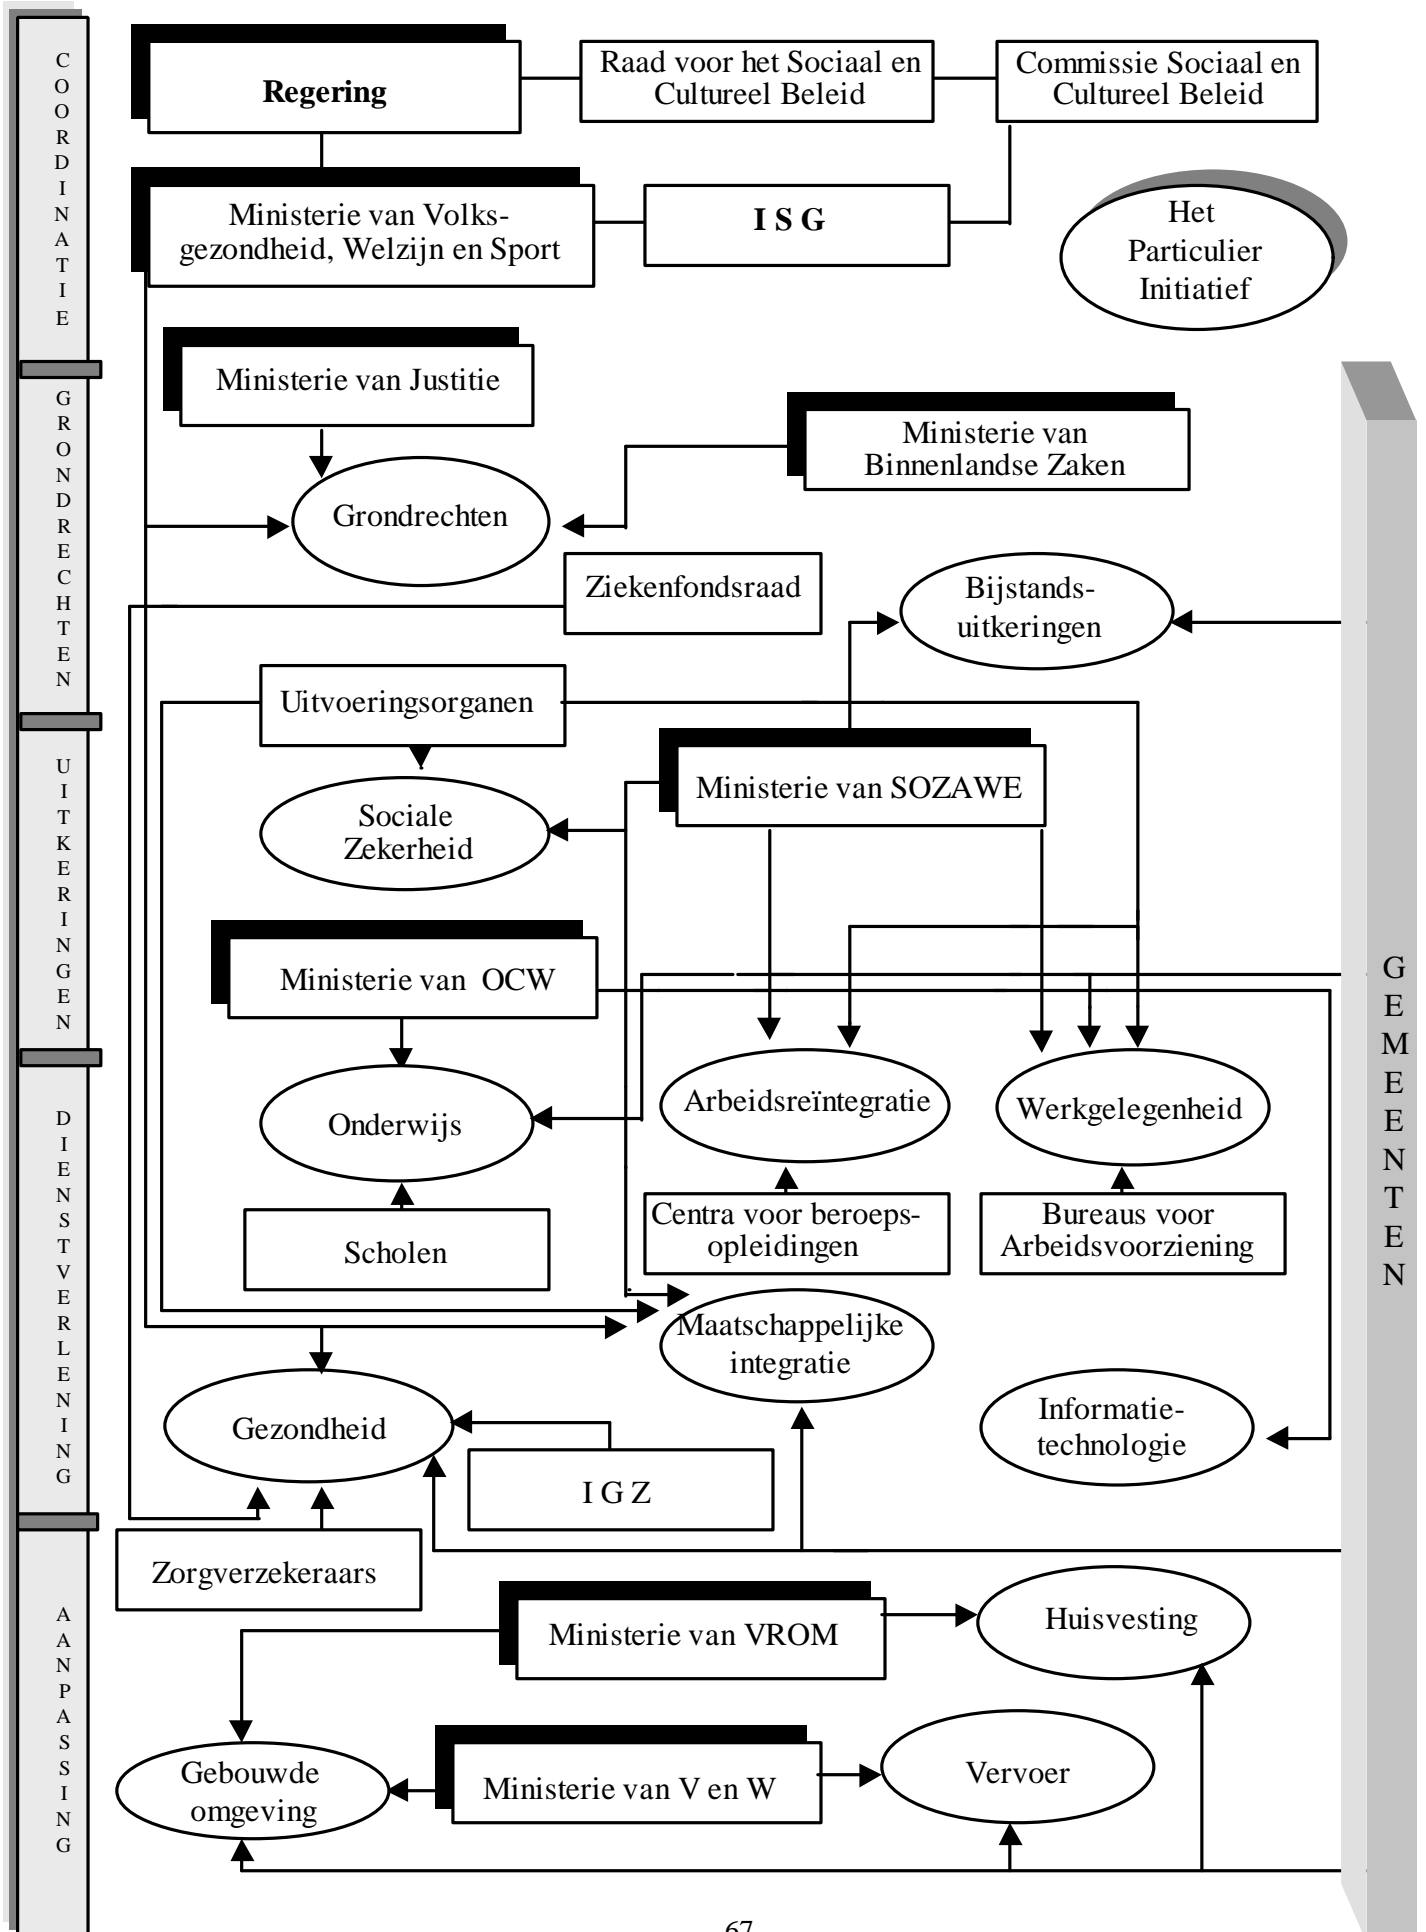 COORDINATIE
Regering
Raad voor het Sociaal en
Cultureel Beleid
Commissie Sociaal en
Cultureel Beleid
Ministerie van Volks-
gezondheid, Welzijn en Sport
I S G
Het
Particulier
Initiatief
GRONDRECHTEN
Ministerie van Justitie
Ministerie van
Binnenlandse Zaken
Grondrechten
Ziekenfondsraad
Bijstands-
uitkeringen
Uitvoeringsorganen
UITKERINGEN
Ministerie van SOZAWE
Sociale
Zekerheid
Ministerie van OCW
GEMEENTEN
DIENSTVERLENING
Onderwijs
Arbeidsreïntegratie
Werkgelegenheid
Scholen
Centra voor beroeps-
opleidingen
Bureaus voor
Arbeidsvoorziening
Maatschappelijke
integratie
Gezondheid
Informatie-
technologie
I G Z
Zorgverzekeraars
AANPASSING
Ministerie van VROM
Huisvesting
Gebouwde
omgeving
Ministerie van V en W
Vervoer
67